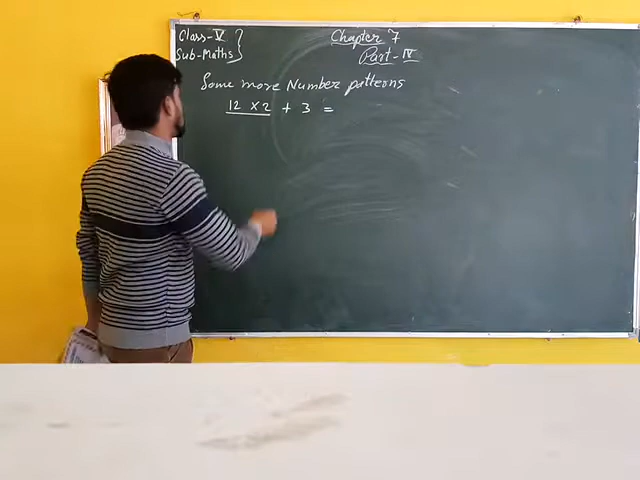 Class-V
Sub-Maths}
Chapter 7
Part-IV
Some more Number patterns
12 × 2 + 3 =